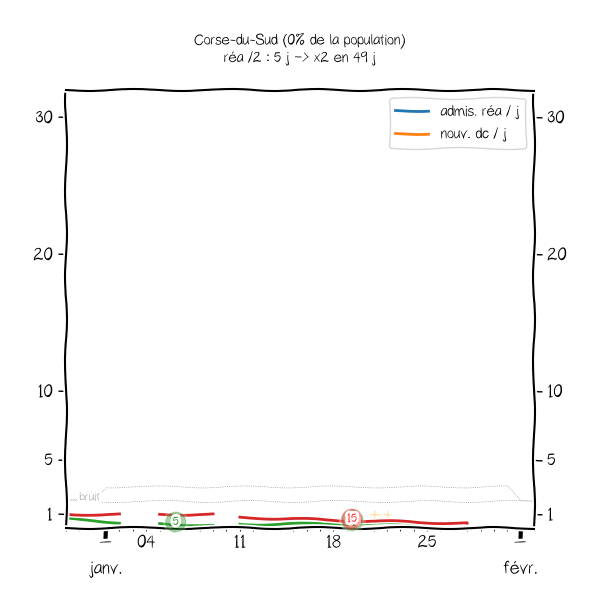 Corse-du-Sud (0% de la population)
réa /2 : 5 j -> x2 en 49 j
admis. réa / j
nouv. dc / j
30 30
20 20
10 10
5 5
...bruit
1 5 15 1
04 11 18 25
janv. févr.